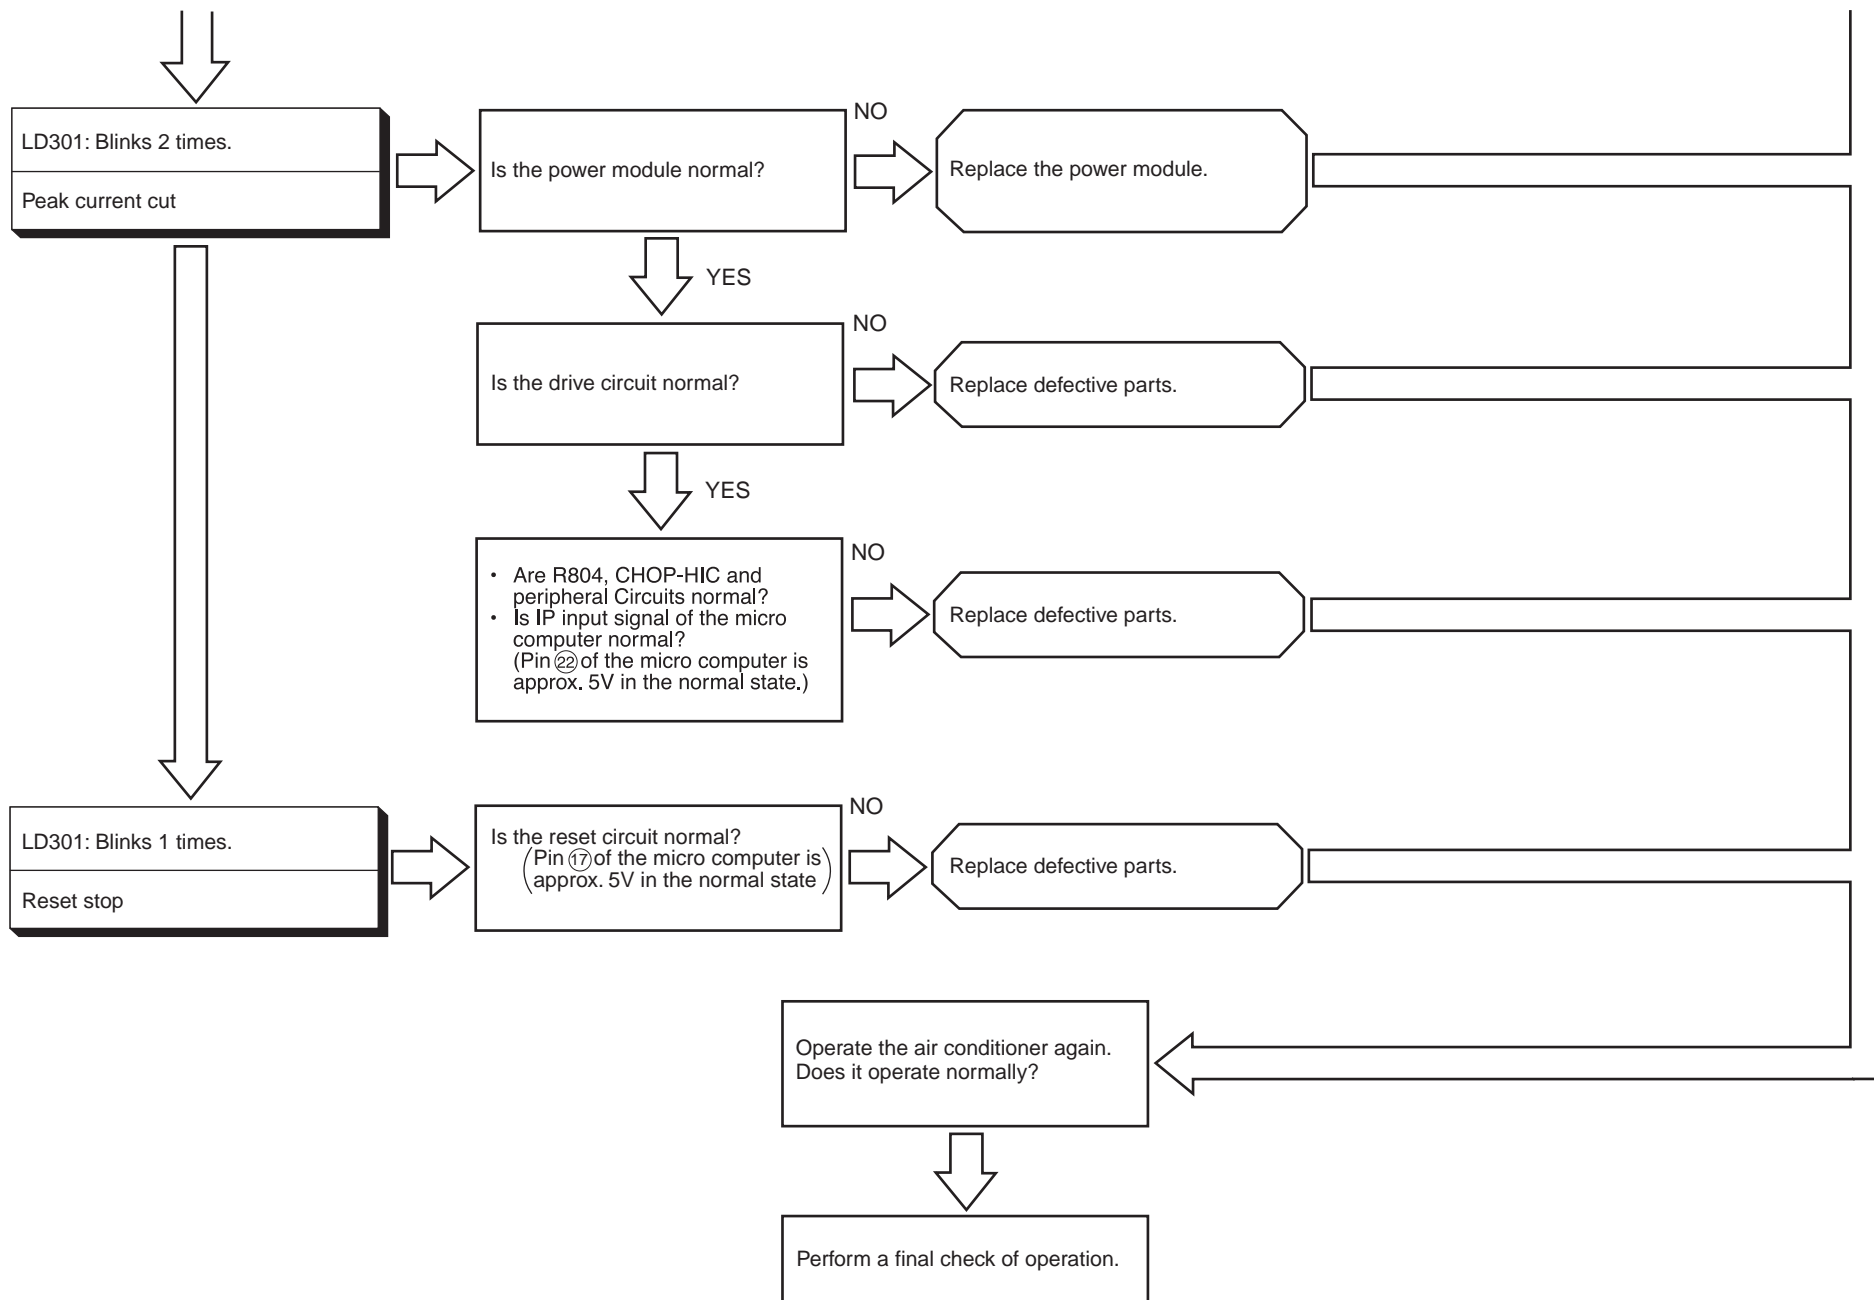 LD301: Blinks 2 times.
Peak current cut
Is the power module normal?
NO
Replace the power module.
YES
Is the drive circuit normal?
NO
Replace defective parts.
YES
• Are R804, CHOP-HIC and
peripheral Circuits normal?
• Is IP input signal of the micro
computer normal?
(Pin ㉒ of the micro computer is
approx. 5V in the normal state.)
NO
Replace defective parts.
LD301: Blinks 1 times.
Reset stop
Is the reset circuit normal?
(Pin ⑰ of the micro computer is
approx. 5V in the normal state)
NO
Replace defective parts.
Operate the air conditioner again.
Does it operate normally?
Perform a final check of operation.